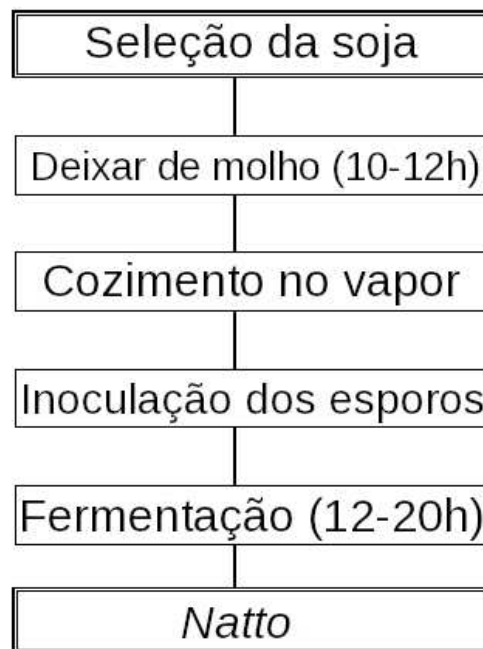 Seleção da soja
Deixar de molho (10-12h)
Cozimento no vapor
Inoculação dos esporos
Fermentação (12-20h)
Natto